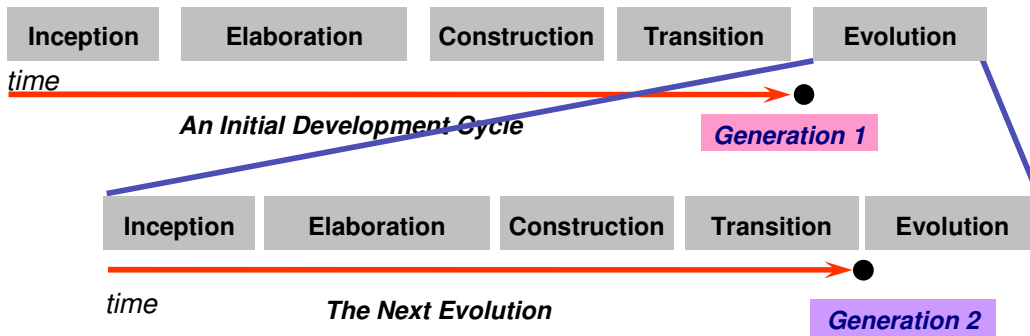 Inception Elaboration Construction Transition Evolution
time
An Initial Development Cycle
Generation 1
Inception Elaboration Construction Transition Evolution
time
The Next Evolution
Generation 2